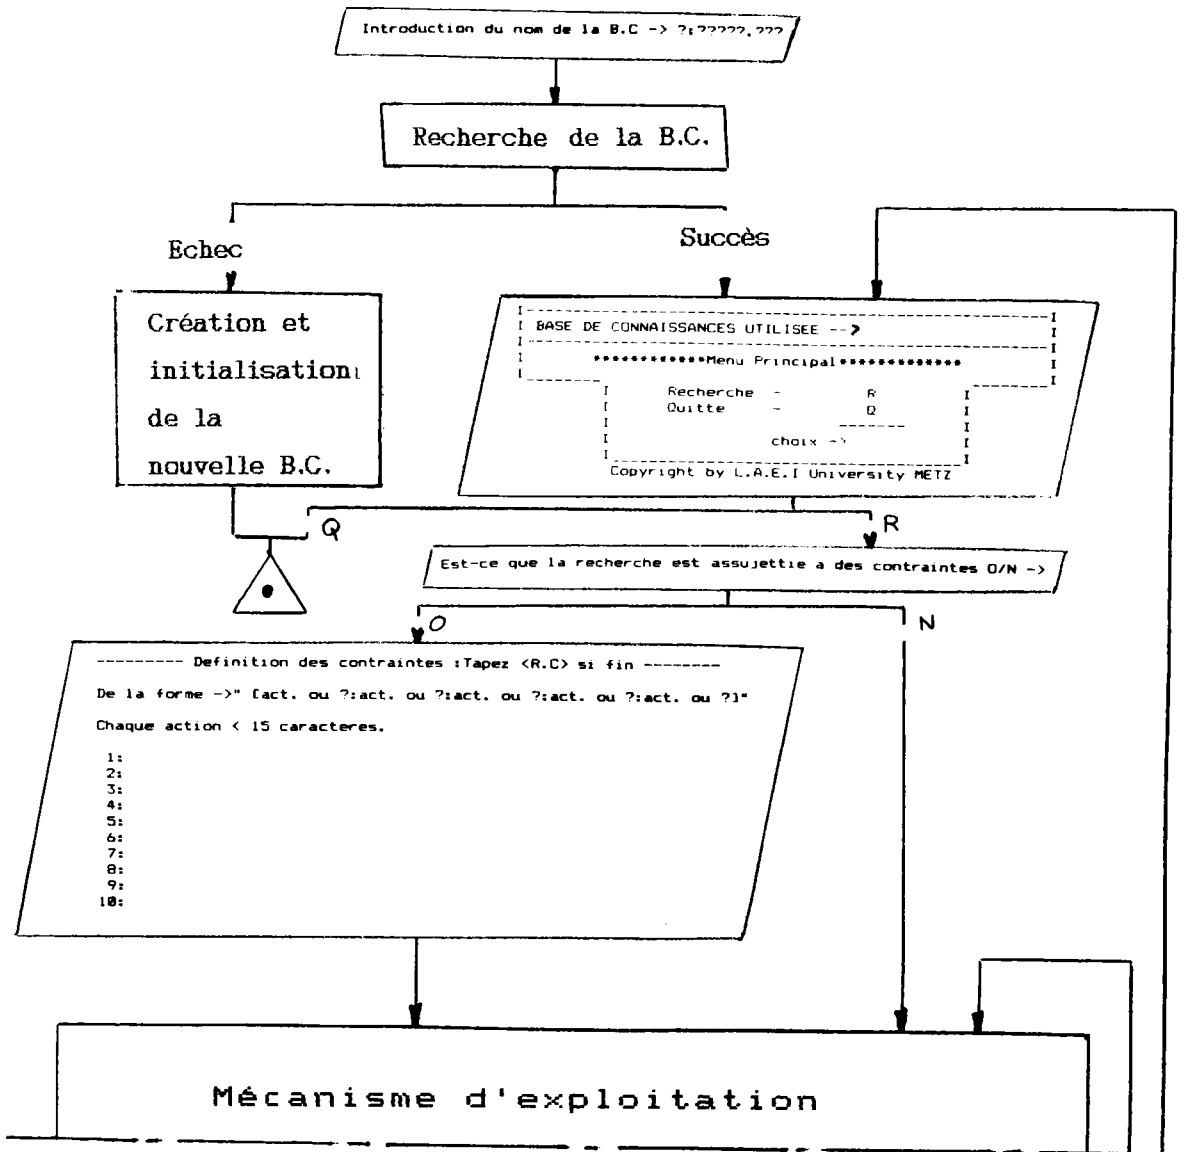 Introduction du nom de la B.C -> ?:?????.???
Recherche de la B.C.
Echec
Succès
Création et
initialisation
de la
nouvelle B.C.
BASE DE CONNAISSANCES UTILISEE -->
************Menu Principal*************
Recherche - R
Quitte - Q
choix ->
Copyright by L.A.E.I University METZ
Q
R
Est-ce que la recherche est assujettie a des contraintes O/N ->
O
N
--------- Definition des contraintes :Tapez <R.C> si fin --------
De la forme ->" [act. ou ?:act. ou ?:act. ou ?:act. ou ?:act. ou ?]"
Chaque action < 15 caracteres.
1:
2:
3:
4:
5:
6:
7:
8:
9:
10:
Mécanisme d'exploitation